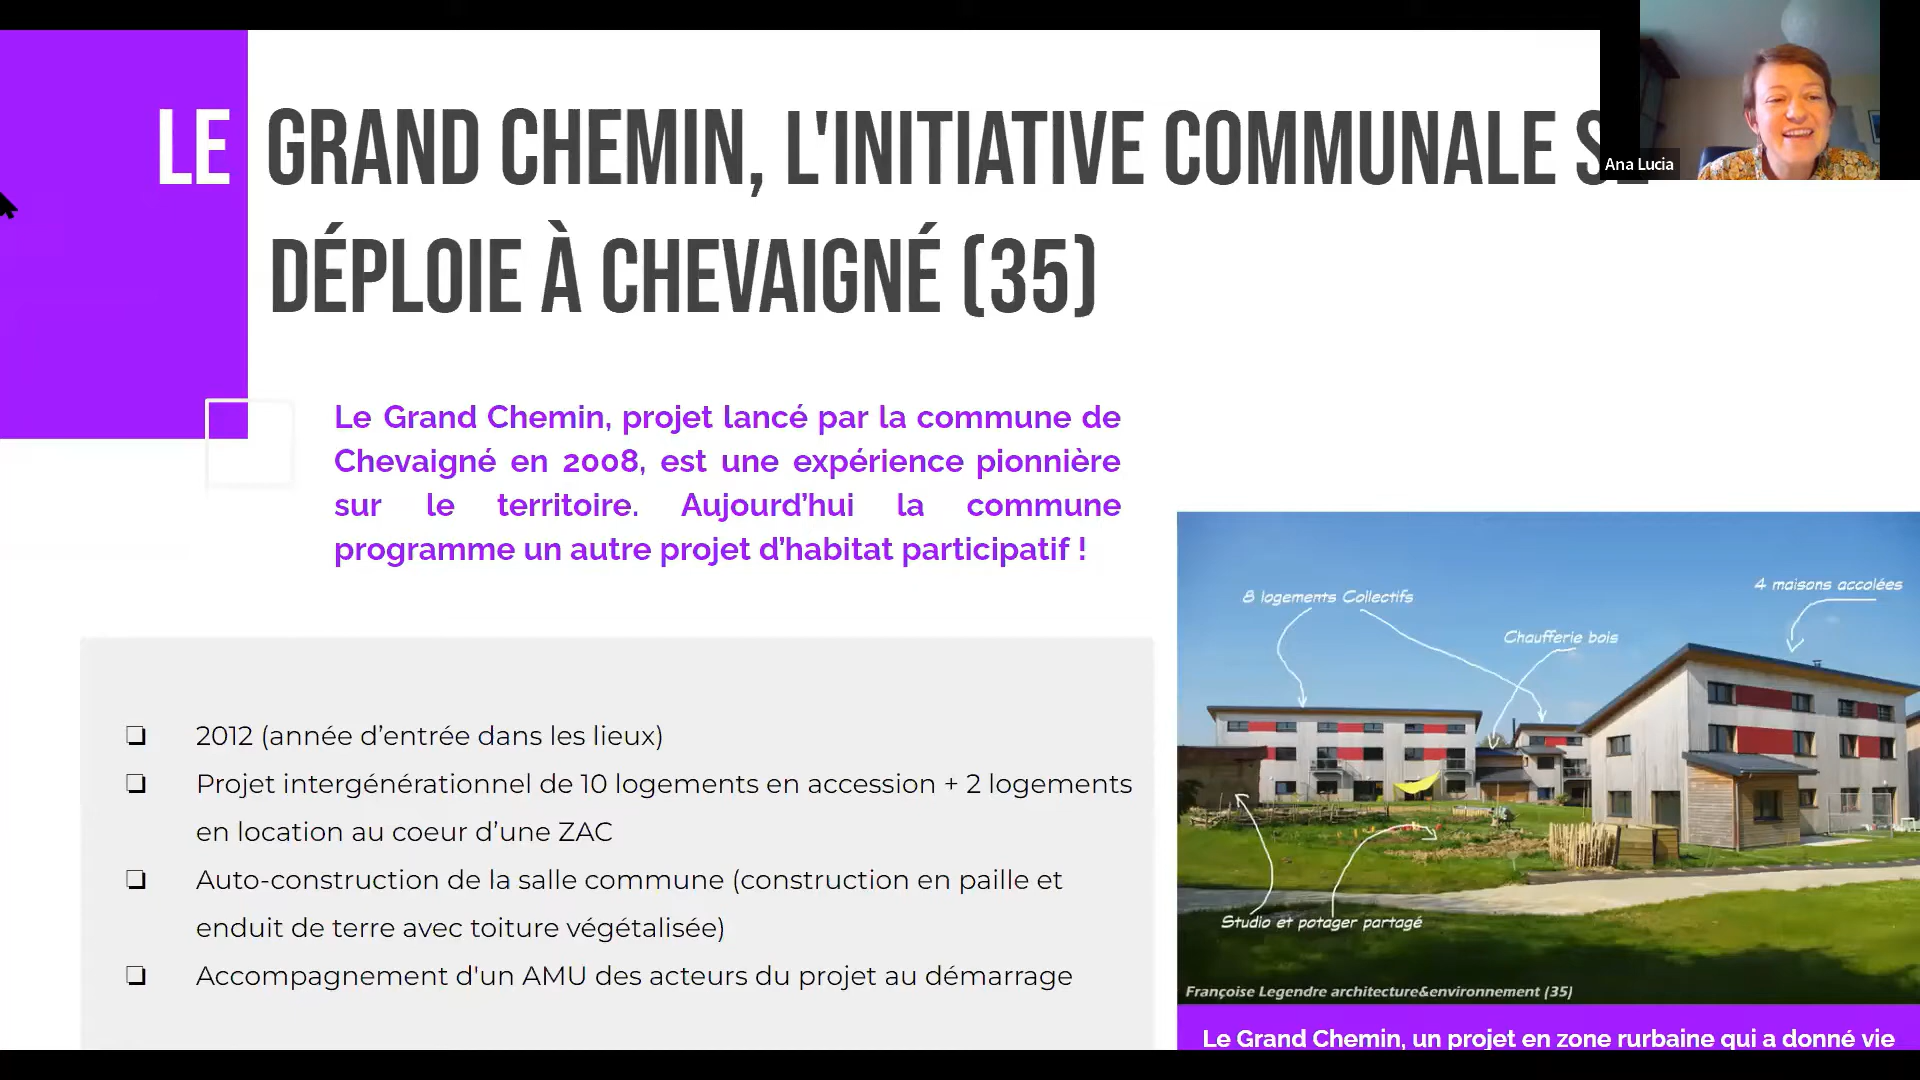 LE GRAND CHEMIN, L'INITIATIVE COMMUNALE
DÉPLOIE À CHEVAIGNÉ (35)
Ana Lucia
Le Grand Chemin, projet lancé par la commune de
Chevaigné en 2008, est une expérience pionnière
sur le territoire. Aujourd’hui la commune
programme un autre projet d’habitat participatif !
❏ 2012 (année d’entrée dans les lieux)
❏ Projet intergénérationnel de 10 logements en accession + 2 logements
en location au coeur d’une ZAC
❏ Auto-construction de la salle commune (construction en paille et
enduit de terre avec toiture végétalisée)
❏ Accompagnement d'un AMU des acteurs du projet au démarrage
8 logements Collectifs
4 maisons accolées
Chaufferie bois
Studio et potager partagé
Françoise Legendre architecture&environnement (35)
Le Grand Chemin, un projet en zone rurbaine qui a donné vie